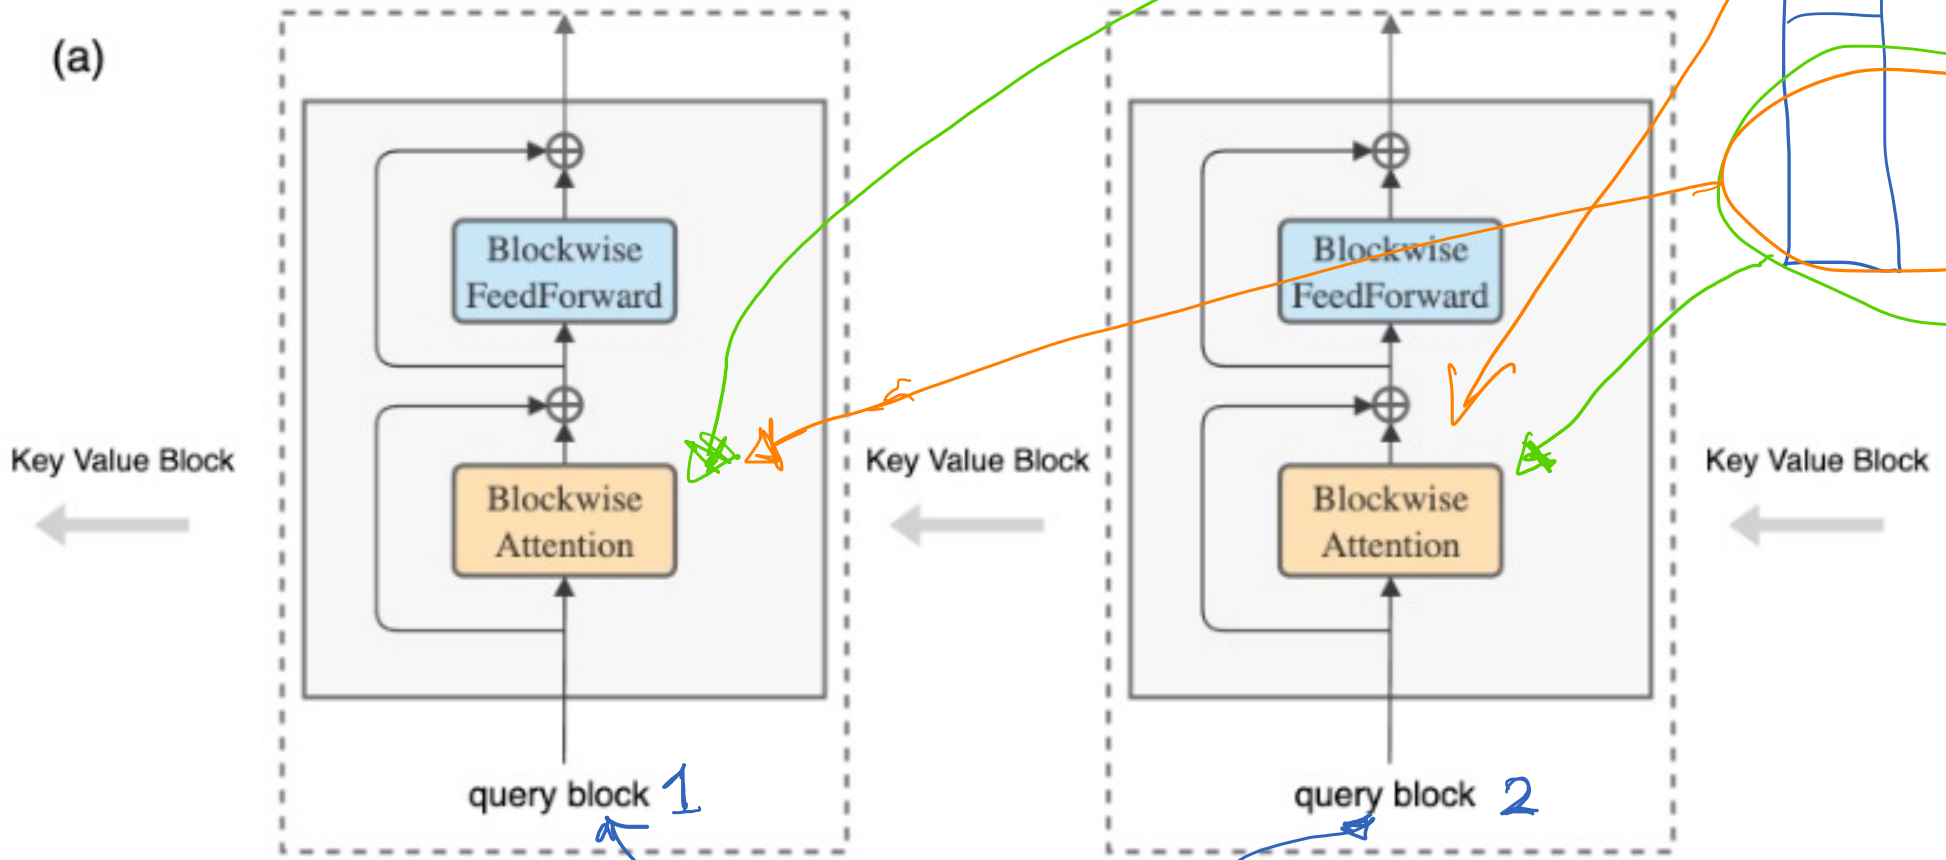 (a)
Blockwise
FeedForward
Blockwise
FeedForward
Key Value Block
Key Value Block
Key Value Block
Blockwise
Attention
Blockwise
Attention
query block 1
query block 2